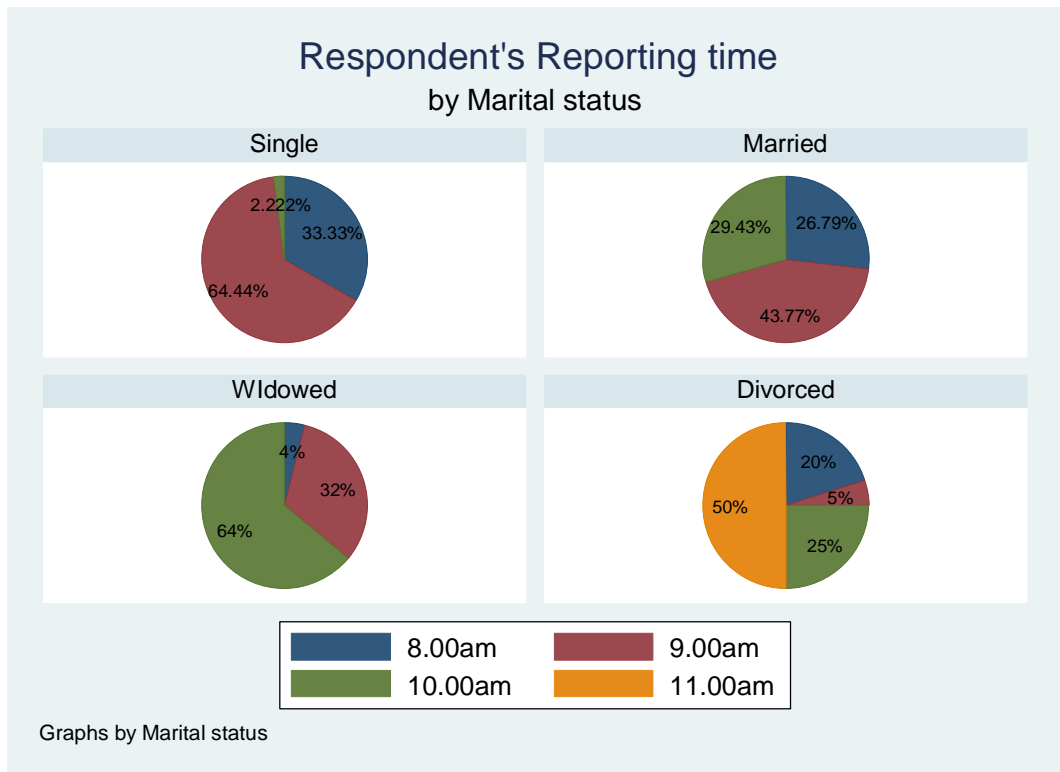 Respondent's Reporting time
by Marital status
Single
Married
2.222%
33.33%
64.44%
29.43%
26.79%
43.77%
WIdowed
Divorced
4%
32%
64%
20%
5%
50%
25%
8.00am
9.00am
10.00am
11.00am
Graphs by Marital status